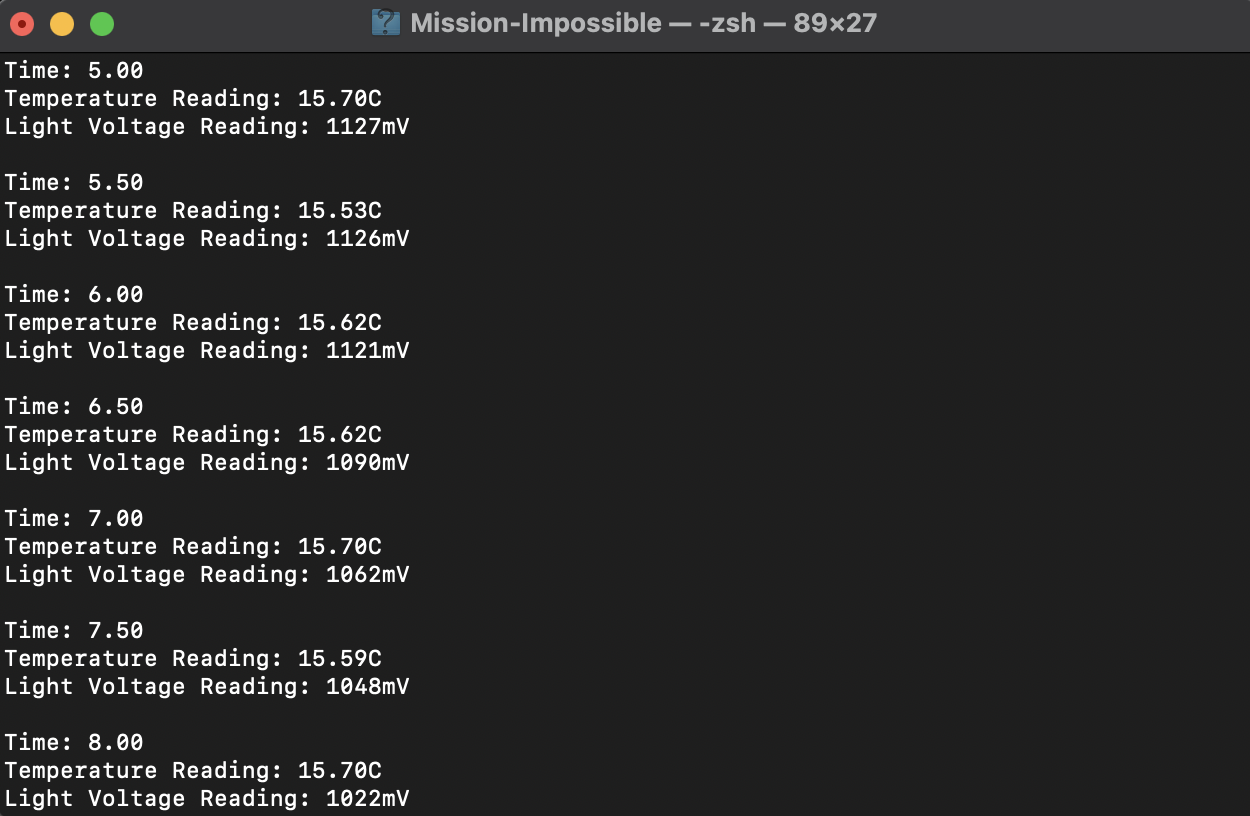 Mission-Impossible — -zsh — 89×27
Time: 5.00
Temperature Reading: 15.70C
Light Voltage Reading: 1127mV
Time: 5.50
Temperature Reading: 15.53C
Light Voltage Reading: 1126mV
Time: 6.00
Temperature Reading: 15.62C
Light Voltage Reading: 1121mV
Time: 6.50
Temperature Reading: 15.62C
Light Voltage Reading: 1090mV
Time: 7.00
Temperature Reading: 15.70C
Light Voltage Reading: 1062mV
Time: 7.50
Temperature Reading: 15.59C
Light Voltage Reading: 1048mV
Time: 8.00
Temperature Reading: 15.70C
Light Voltage Reading: 1022mV